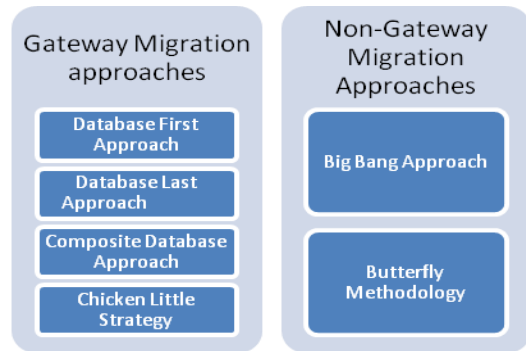 Gateway Migration
approaches
Database First
Approach
Database Last
Approach
Composite Database
Approach
Chicken Little
Strategy
Non-Gateway
Migration
Approaches
Big Bang Approach
Butterfly
Methodology